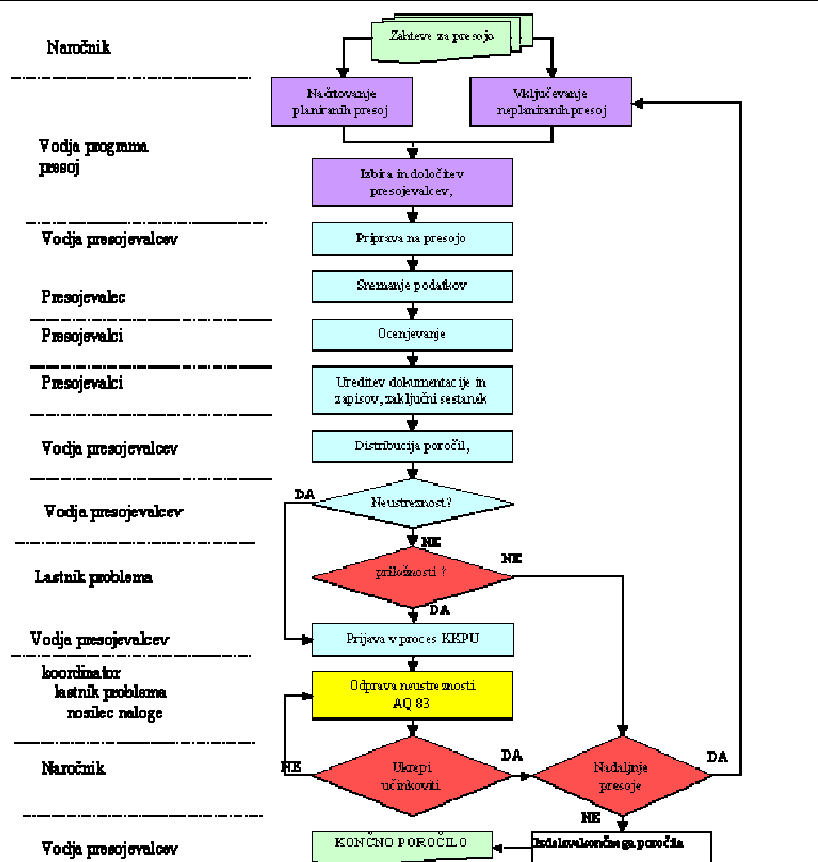 Zahteve za presojo
Naročnik
Načrtovanje
planiranih presoj
Vključevanje
neplaniranih presoj
Vodja programa
presoj
Izbira in določitev
presojevalcev,
Vodja presojevalcev
Priprava na presojo
Presojevalec
podatkov
Presojevalci
Ocenjevanje
Presojevalci
Ureditev dokumentacije in
zapisov, zaključni sestanek
Vodja presojevalcev
Distribucija poročil,
DA
Neustreznost?
Vodja presojevalcev
NE
NE
Lastnik problema
priložnosti ?
DA
Vodja presojevalcev
Prijava v proces KKPU
koordinator
lastnik problema
nosilec naloge
Odprava neustreznosti
AQ 83
Naročnik
NE
Ukrepi
učinkoviti
DA
Nadaljnje
presoje
DA
NE
Vodja presojevalcev
KONČNO POROČILO
Izdelava končnega poročila